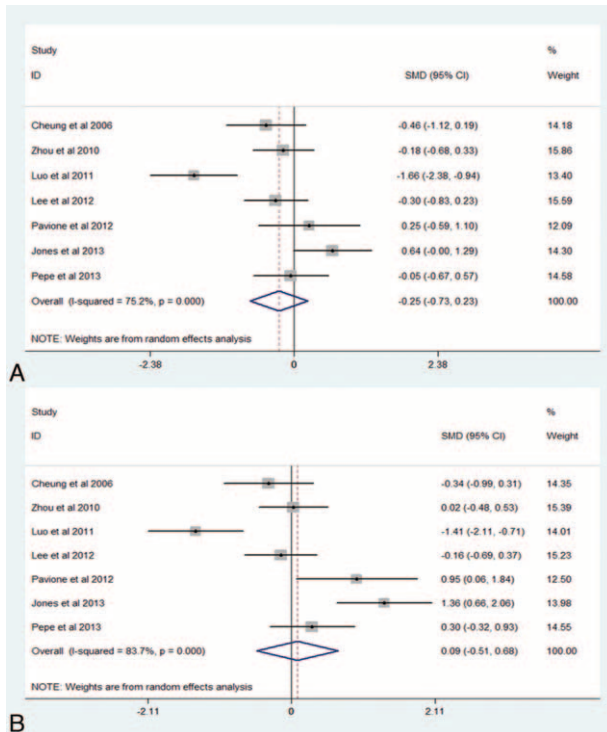 Study %
ID SMD (95% CI) Weight
Cheung et al 2006 -0.46 (-1.12, 0.19) 14.18
Zhou et al 2010 -0.18 (-0.68, 0.33) 15.86
Luo et al 2011 -1.66 (-2.38, -0.94) 13.40
Lee et al 2012 -0.30 (-0.83, 0.23) 15.59
Pavione et al 2012 0.25 (-0.59, 1.10) 12.09
Jones et al 2013 0.64 (-0.00, 1.29) 14.30
Pepe et al 2013 -0.05 (-0.67, 0.57) 14.58
Overall (I-squared = 75.2%, p = 0.000) -0.25 (-0.73, 0.23) 100.00
NOTE: Weights are from random effects analysis
-2.38 0 2.38
A
Study %
ID SMD (95% CI) Weight
Cheung et al 2006 -0.34 (-0.99, 0.31) 14.35
Zhou et al 2010 0.02 (-0.48, 0.53) 15.39
Luo et al 2011 -1.41 (-2.11, -0.71) 14.01
Lee et al 2012 -0.16 (-0.69, 0.37) 15.23
Pavione et al 2012 0.95 (0.06, 1.84) 12.50
Jones et al 2013 1.36 (0.66, 2.06) 13.98
Pepe et al 2013 0.30 (-0.32, 0.93) 14.55
Overall (I-squared = 83.7%, p = 0.000) 0.09 (-0.51, 0.68) 100.00
NOTE: Weights are from random effects analysis
-2.11 0 2.11
B